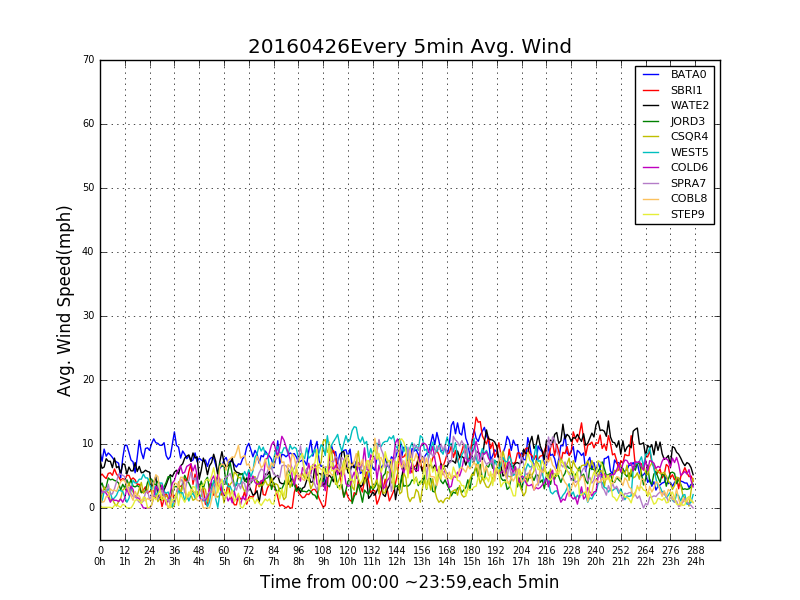 20160426Every 5min Avg. Wind
70
60
50
40
30
20
10
0
Avg. Wind Speed(mph)
BATA0
SBRI1
WATE2
JORD3
CSQR4
WEST5
COLD6
SPRA7
COBL8
STEP9
0 12 24 36 48 60 72 84 96 108 120 132 144 156 168 180 192 204 216 228 240 252 264 276 288
0h 1h 2h 3h 4h 5h 6h 7h 8h 9h 10h 11h 12h 13h 14h 15h 16h 17h 18h 19h 20h 21h 22h 23h 24h
Time from 00:00 ~23:59,each 5min